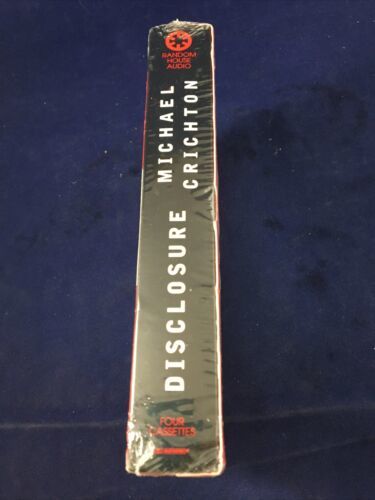 RANDOM
HOUSE
AUDIO
MICHAEL
CRICHTON
DISCLOSURE
FOUR
CASSETTES